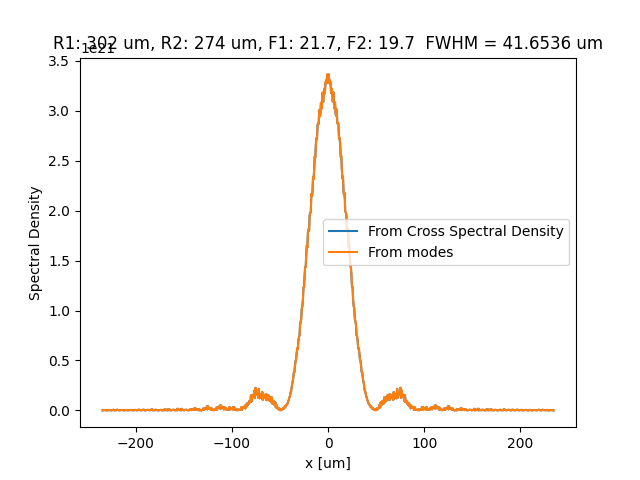 R1: 302 um, R2: 274 um, F1: 21.7, F2: 19.7  FWHM = 41.6536 um
1e21
3.5
3.0
2.5
2.0
1.5
1.0
0.5
0.0
Spectral Density
From Cross Spectral Density
From modes
−200
−100
0
100
200
x [um]